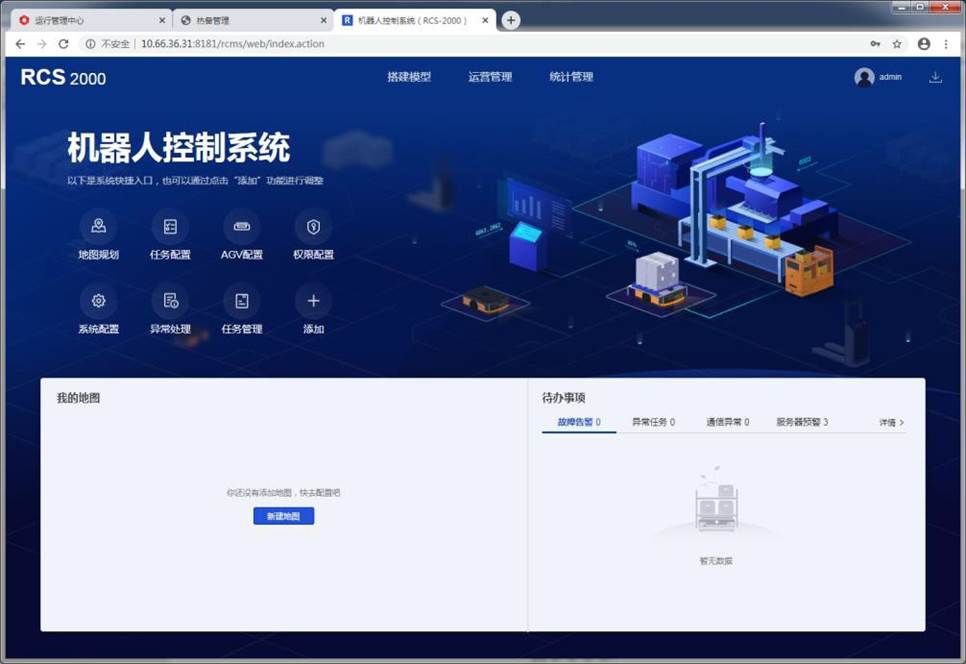 运行管理中心
热备管理
机器人控制系统（RCS-2000）
不安全 | 10.66.36.31:8181/rcms/web/index.action
RCS 2000
搭建模型
运营管理
统计管理
admin
机器人控制系统
以下是系统快捷入口，也可以通过点击“添加”功能进行调整
地图规划
任务配置
AGV配置
权限配置
系统配置
异常处理
任务管理
添加
我的地图
你还没有添加地图，快去配置吧
新建地图
待办事项
故障告警 0
异常任务 0
通信异常 0
服务器预警 3
详情 >
暂无数据